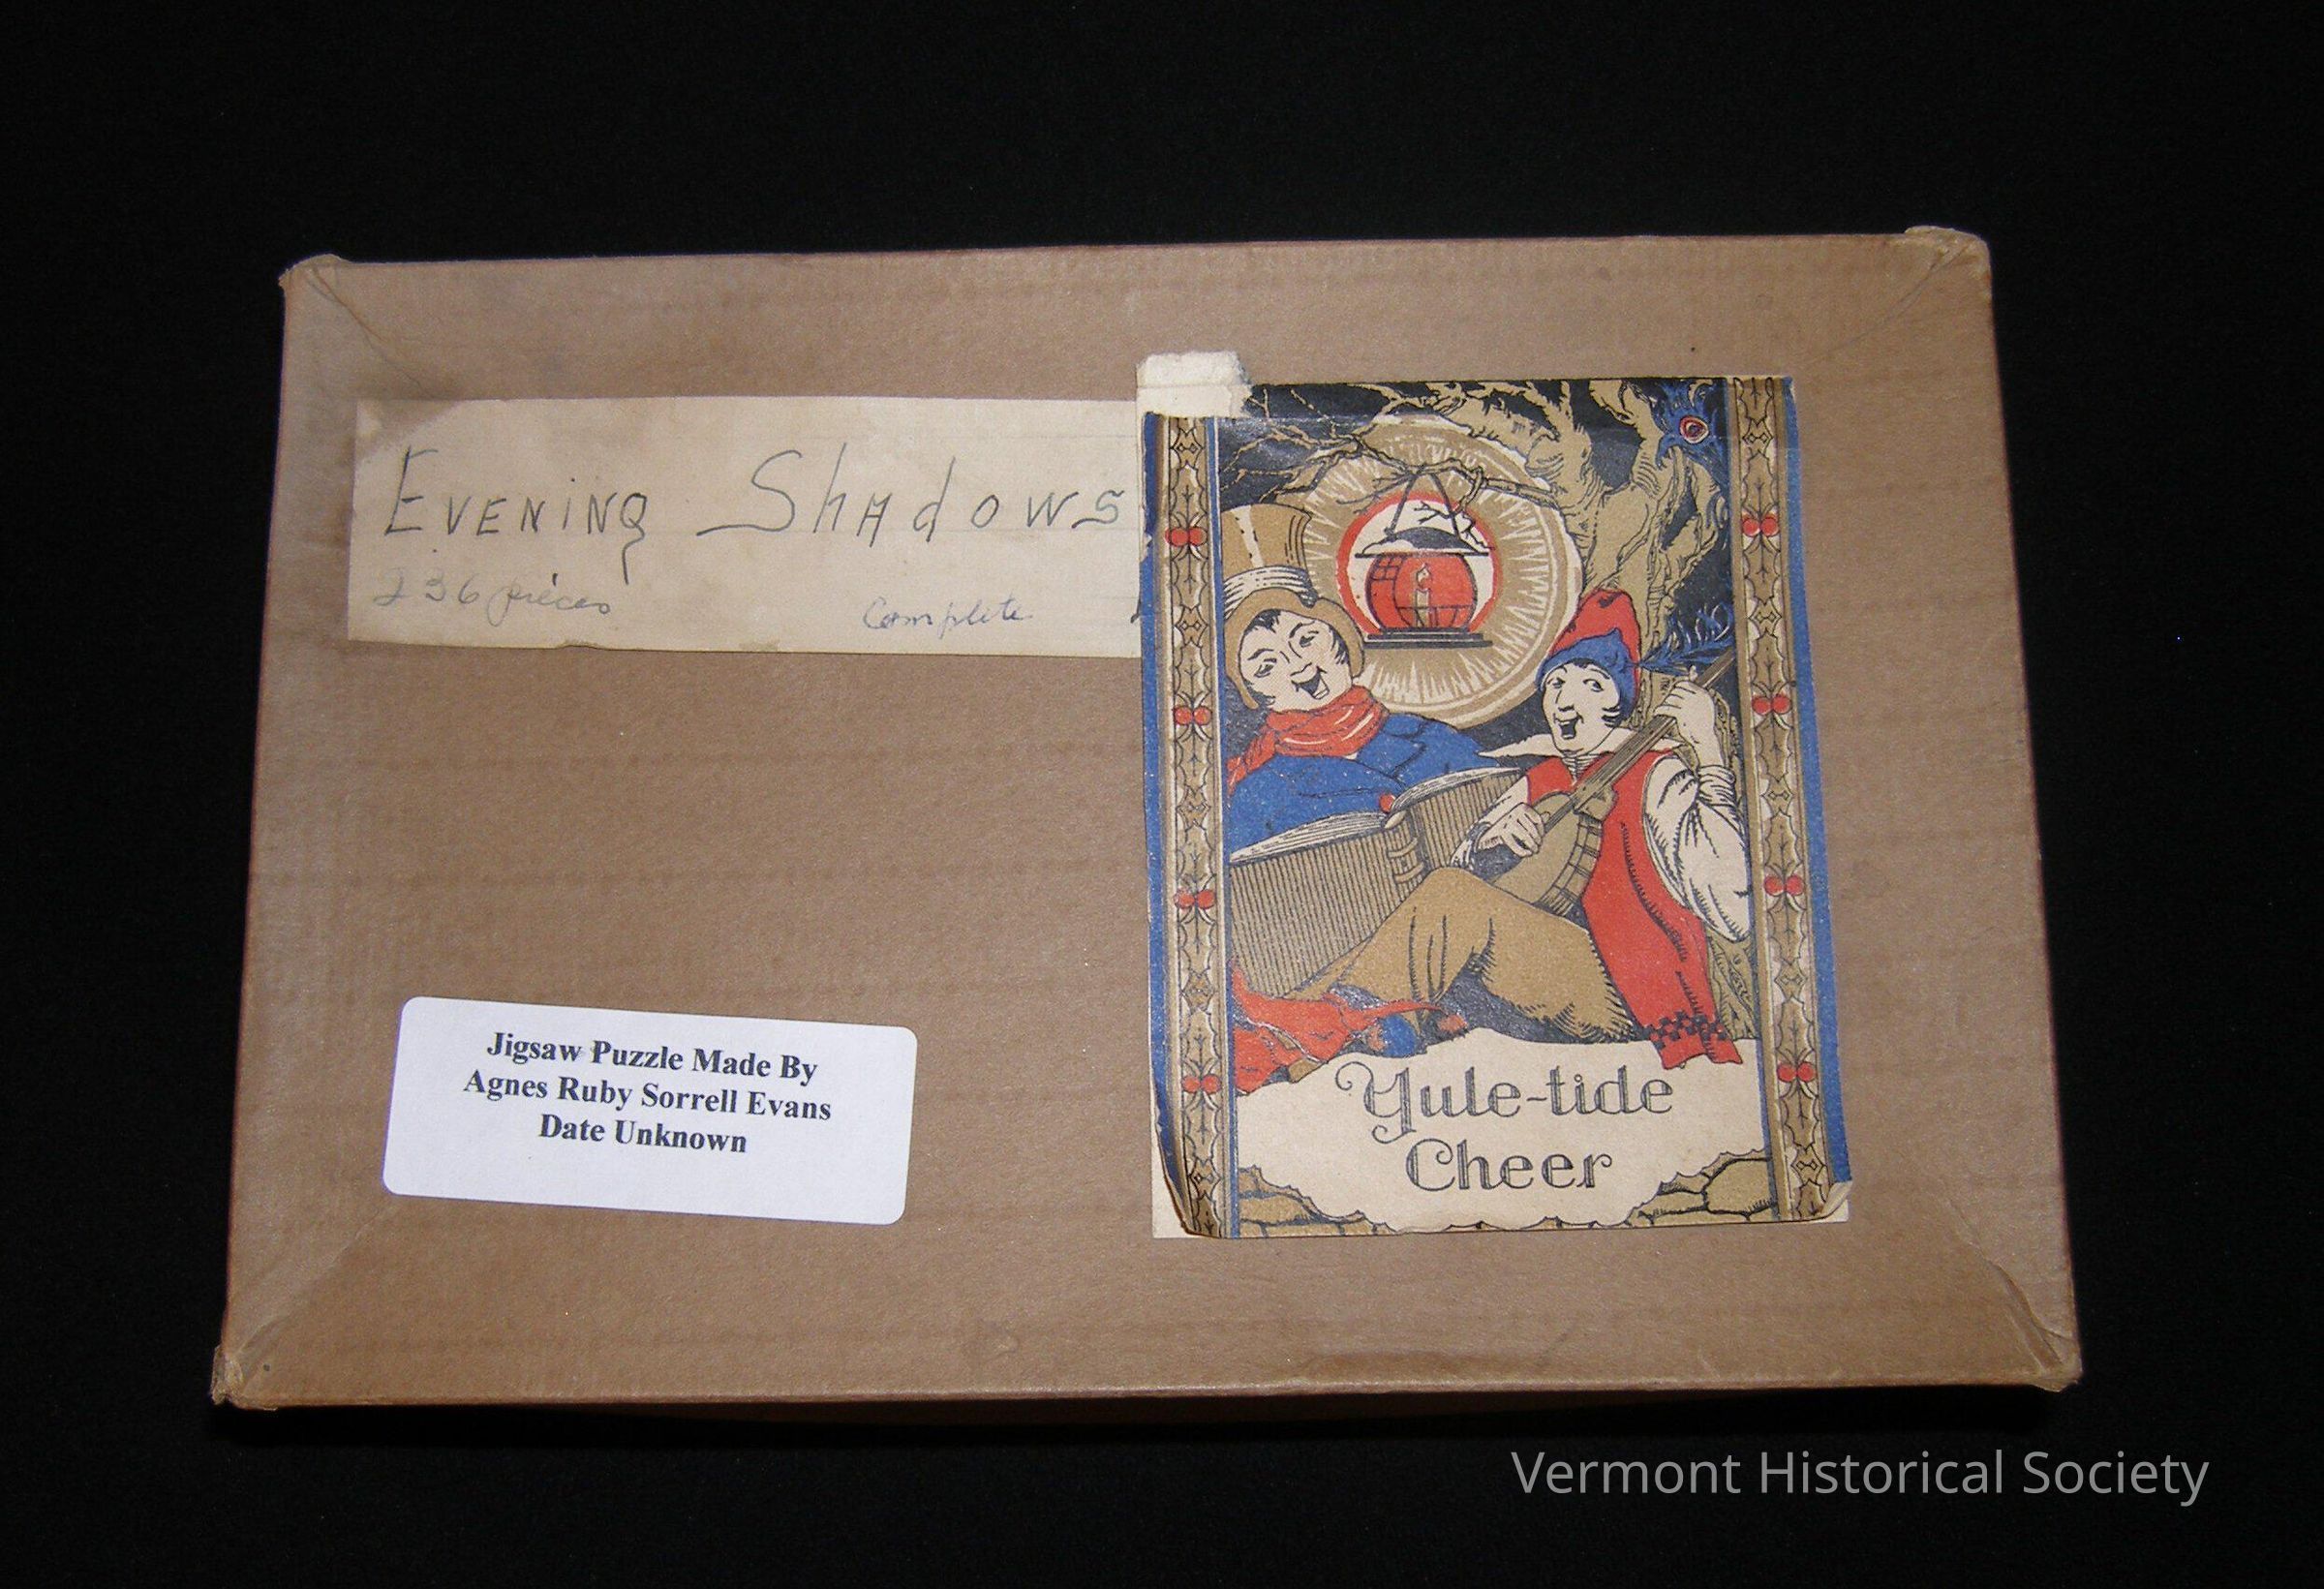 Evening Shadows
236 pieces Complete
Yule-tide
Cheer
Jigsaw Puzzle Made By
Agnes Ruby Sorrell Evans
Date Unknown
Vermont Historical Society